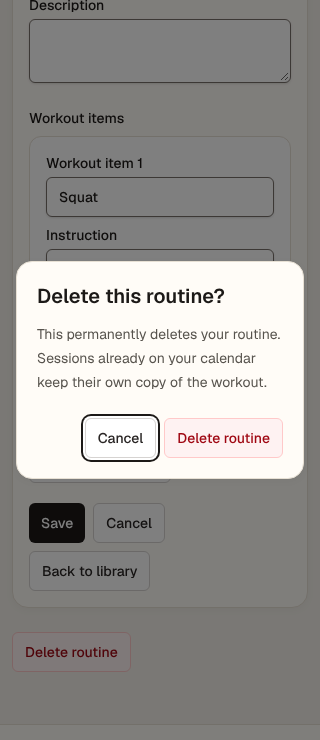 Description
Workout items
Workout item 1
Squat
Instruction
Delete this routine?
This permanently deletes your routine.
Sessions already on your calendar
keep their own copy of the workout.
Cancel
Delete routine
Save
Cancel
Back to library
Delete routine